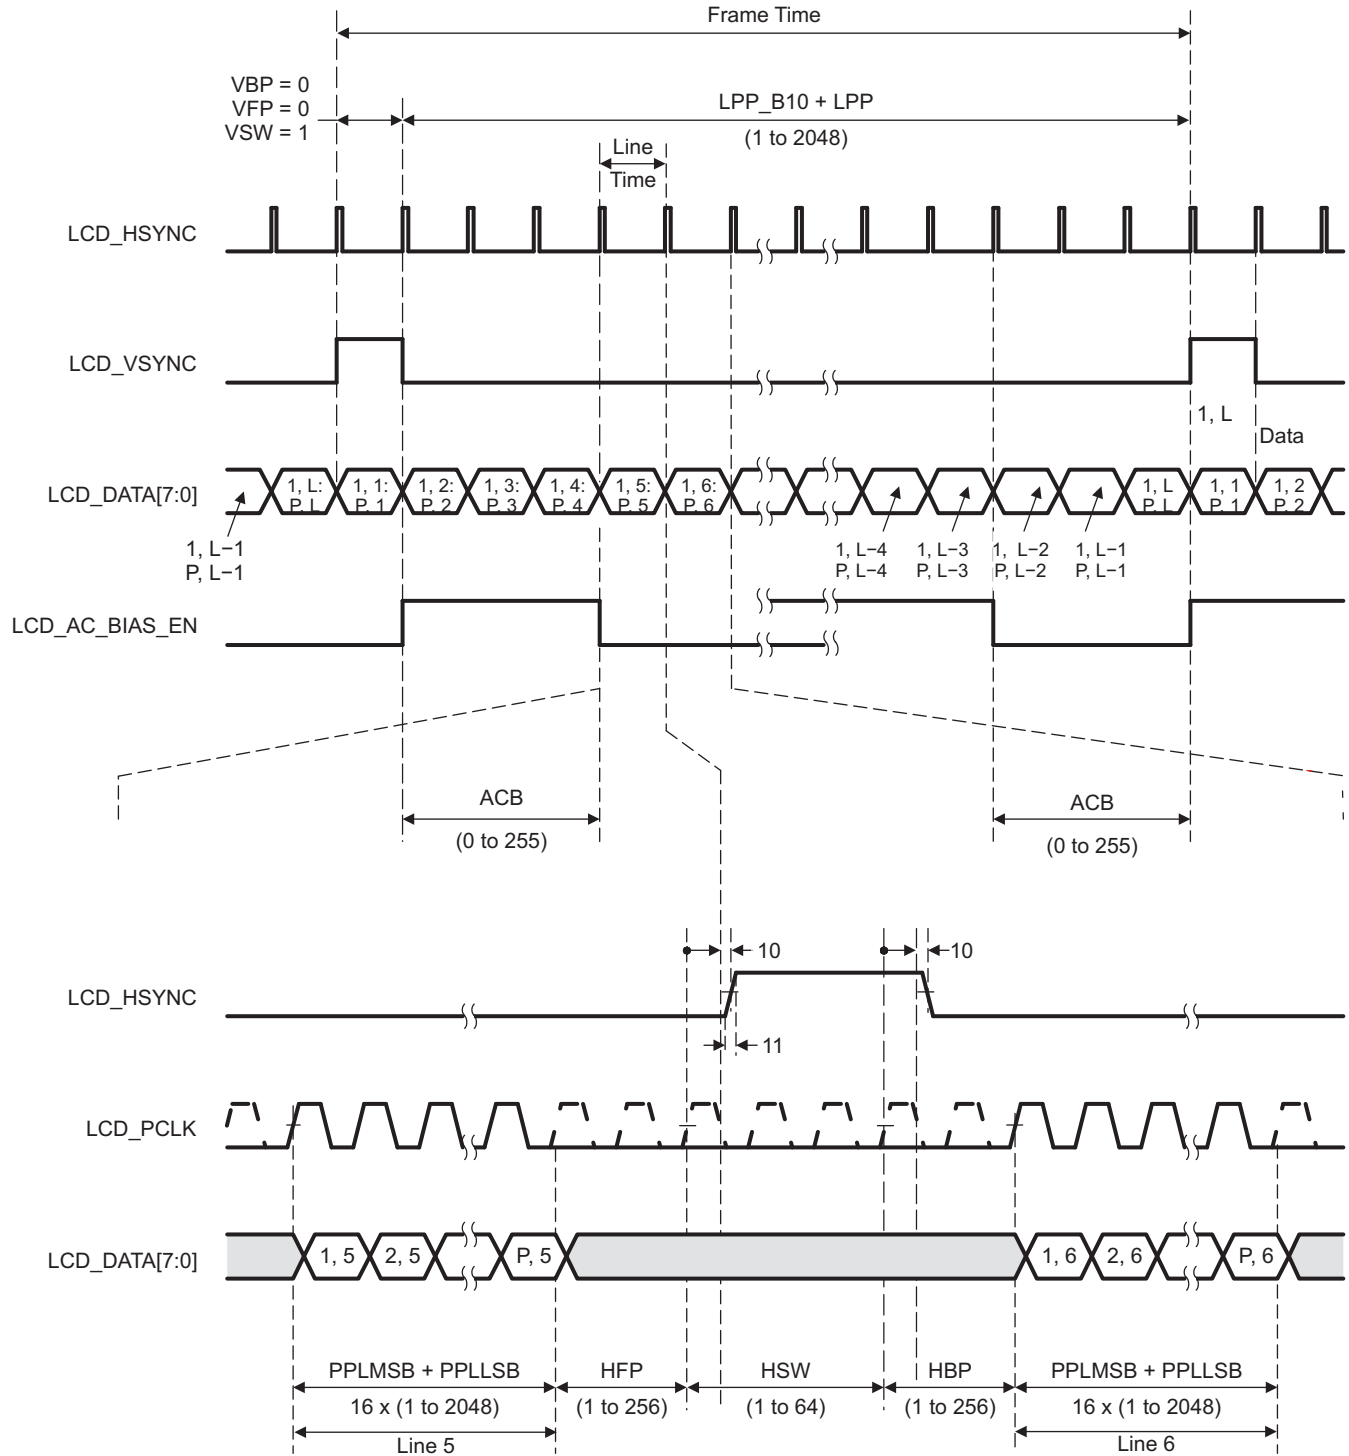 Frame Time
VBP = 0
VFP = 0
VSW = 1
LPP_B10 + LPP
(1 to 2048)
Line
Time
LCD_HSYNC
LCD_VSYNC
1, L
Data
LCD_DATA[7:0]
1, L: 1, 1: 1, 2: 1, 3: 1, 4: 1, 5: 1, 6: 1, L 1, 1 1, 2
P, L P, 1 P, 2 P, 3 P, 4 P, 5 P, 6 P, L P, 1 P, 2
1, L−1 1, L−4 1, L−3 1, L−2 1, L−1
P, L−1 P, L−4 P, L−3 P, L−2 P, L−1
LCD_AC_BIAS_EN
ACB ACB
(0 to 255) (0 to 255)
10 10
LCD_HSYNC
11
LCD_PCLK
LCD_DATA[7:0] 1, 5 2, 5 P, 5 1, 6 2, 6 P, 6
PPLMSB + PPLLSB HFP HSW HBP PPLMSB + PPLLSB
16 x (1 to 2048) (1 to 256) (1 to 64) (1 to 256) 16 x (1 to 2048)
Line 5 Line 6